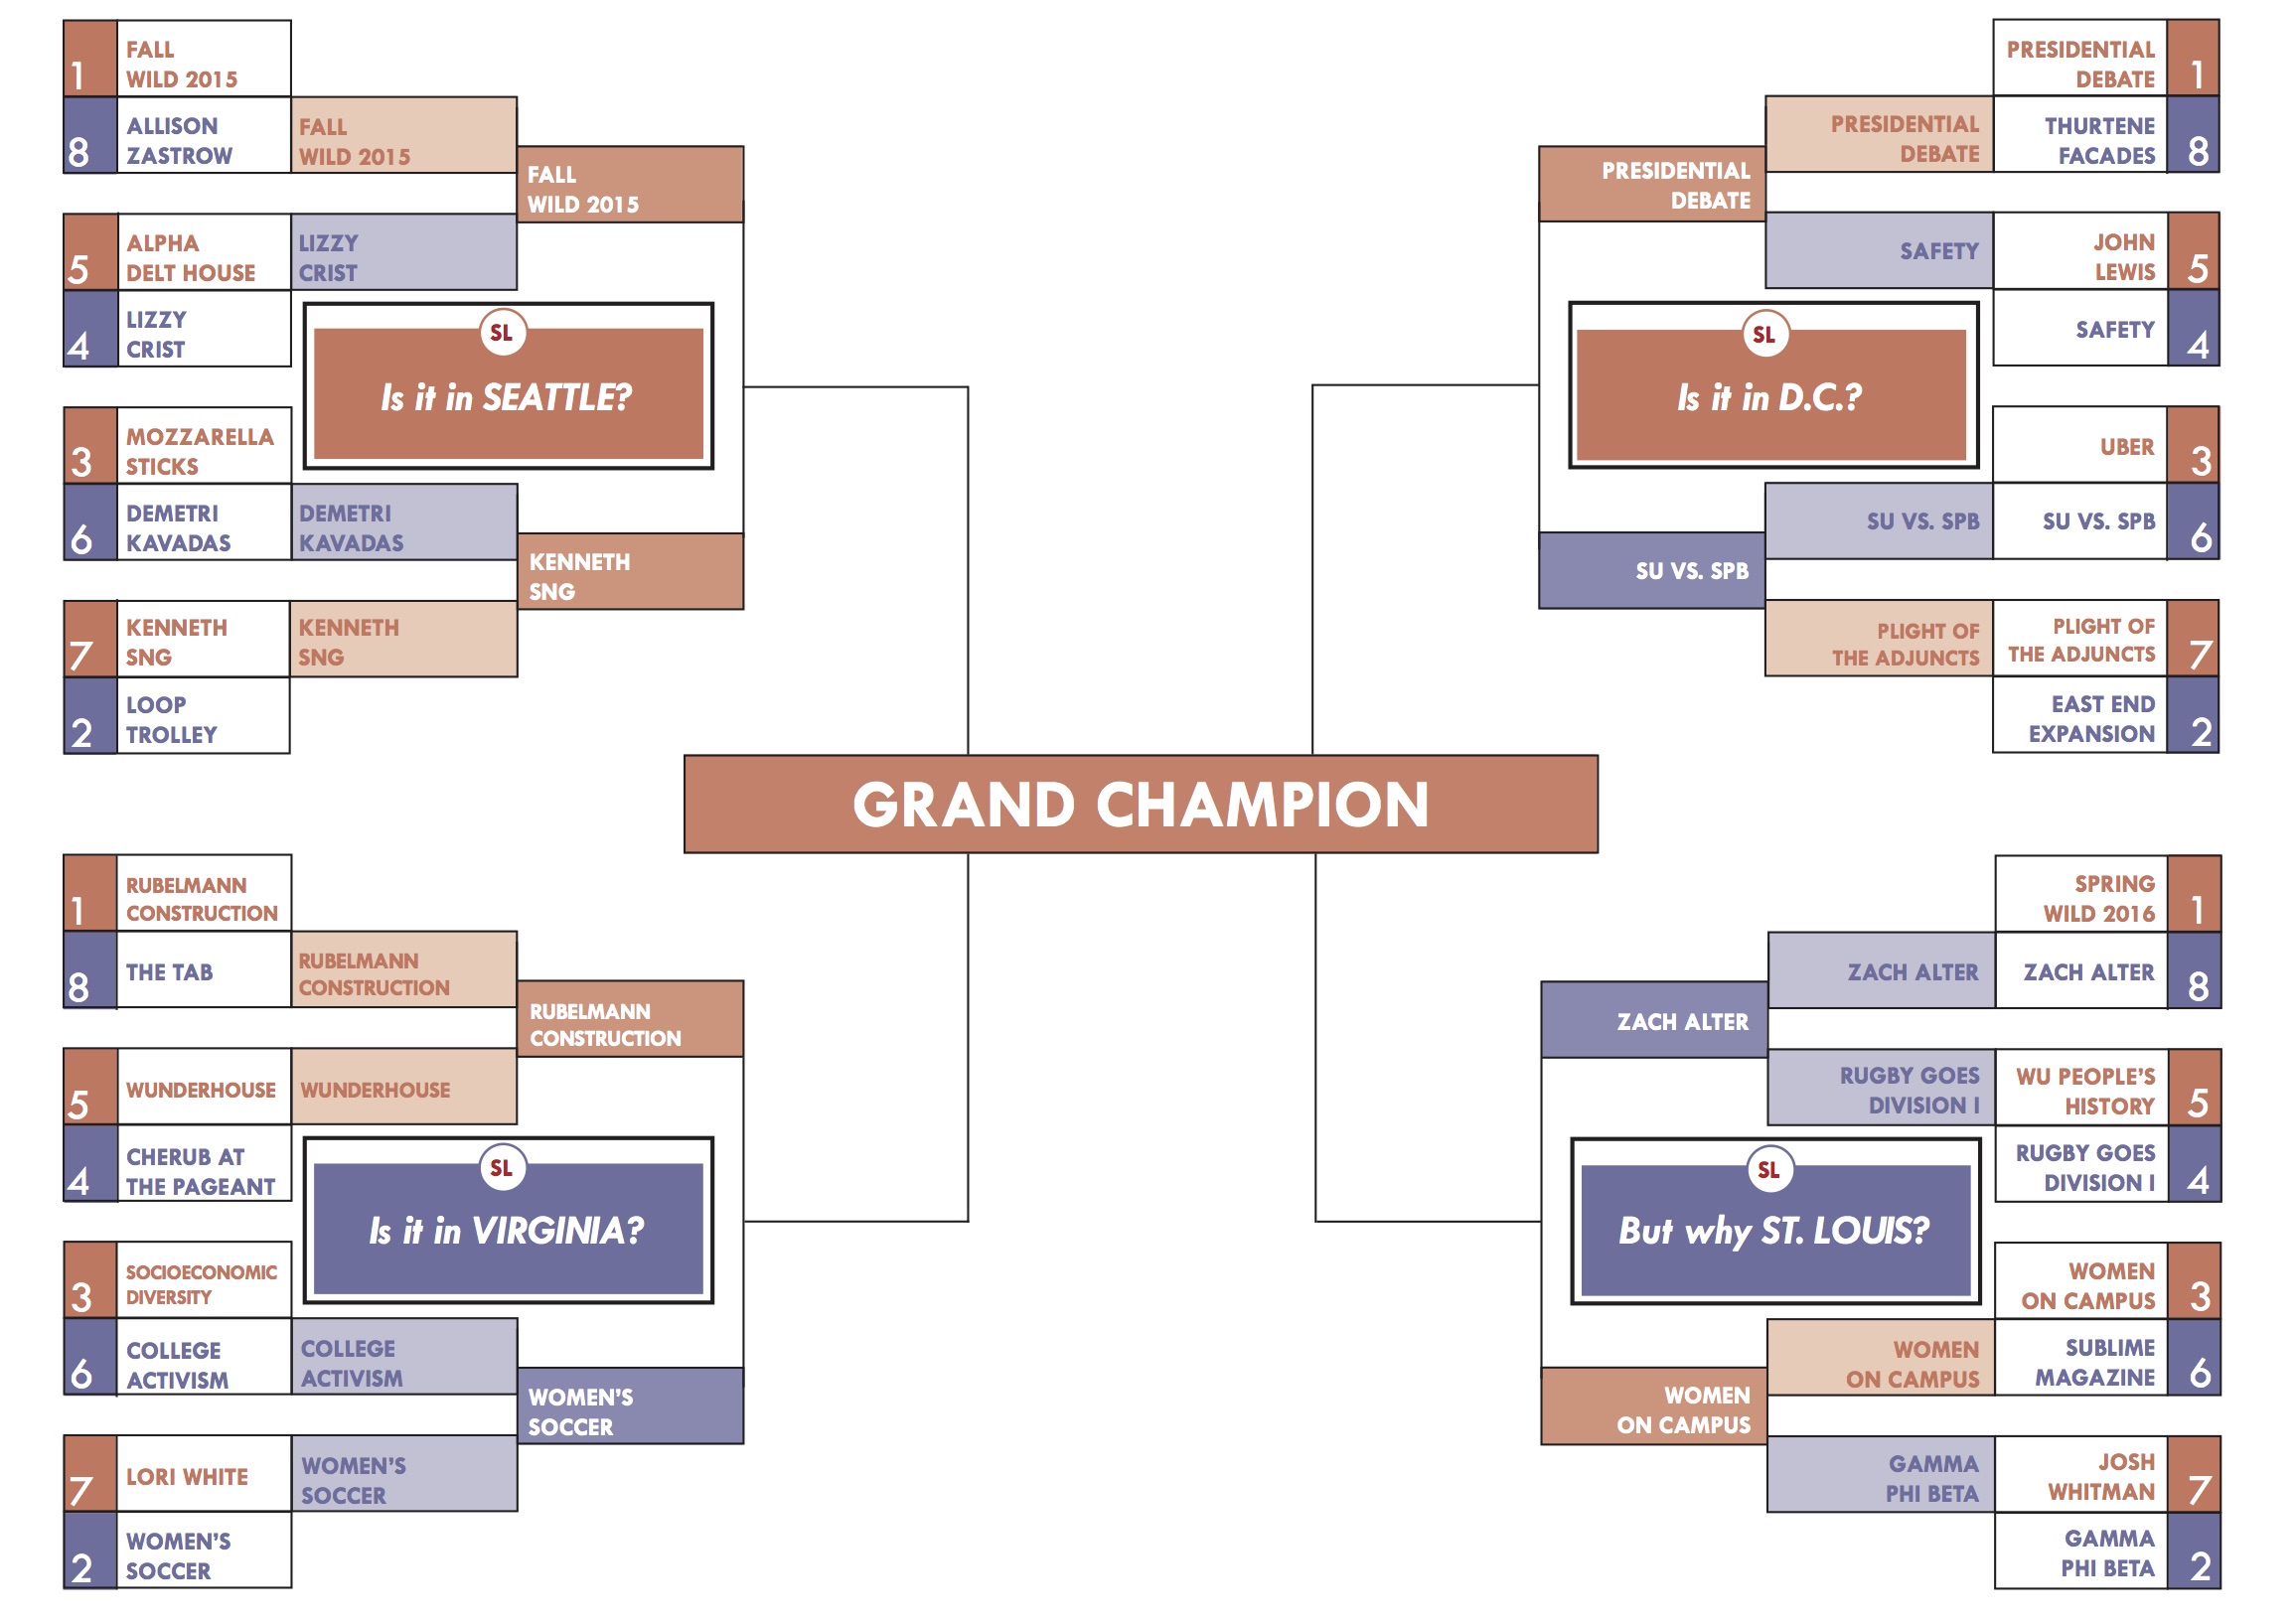 1
FALL
WILD 2015
8
ALLISON
ZASTROW
FALL
WILD 2015
FALL
WILD 2015
5
ALPHA
DELT HOUSE
LIZZY
CRIST
4
LIZZY
CRIST
SL
Is it in SEATTLE?
3
MOZZARELLA
STICKS
6
DEMETRI
KAVADAS
DEMETRI
KAVADAS
KENNETH
SNG
7
KENNETH
SNG
KENNETH
SNG
2
LOOP
TROLLEY
PRESIDENTIAL
DEBATE
1
PRESIDENTIAL
DEBATE
PRESIDENTIAL
DEBATE
THURTENE
FACADES
8
SAFETY
JOHN
LEWIS
5
SL
Is it in D.C.?
SAFETY
4
UBER
3
SU VS. SPB
SU VS. SPB
SU VS. SPB
6
PLIGHT OF
THE ADJUNCTS
PLIGHT OF
THE ADJUNCTS
7
EAST END
EXPANSION
2
GRAND CHAMPION
1
RUBELMANN
CONSTRUCTION
8
THE TAB
RUBELMANN
CONSTRUCTION
RUBELMANN
CONSTRUCTION
5
WUNDERHOUSE
WUNDERHOUSE
4
CHERUB AT
THE PAGEANT
SL
Is it in VIRGINIA?
3
SOCIOECONOMIC
DIVERSITY
6
COLLEGE
ACTIVISM
COLLEGE
ACTIVISM
WOMEN'S
SOCCER
7
LORI WHITE
WOMEN'S
SOCCER
2
WOMEN'S
SOCCER
SPRING
WILD 2016
1
ZACH ALTER
ZACH ALTER
ZACH ALTER
8
RUGBY GOES
DIVISION I
WU PEOPLE'S
HISTORY
5
RUGBY GOES
DIVISION I
4
SL
But why ST. LOUIS?
WOMEN
ON CAMPUS
3
WOMEN
ON CAMPUS
WOMEN
ON CAMPUS
SUBLIME
MAGAZINE
6
GAMMA
PHI BETA
JOSH
WHITMAN
7
GAMMA
PHI BETA
2